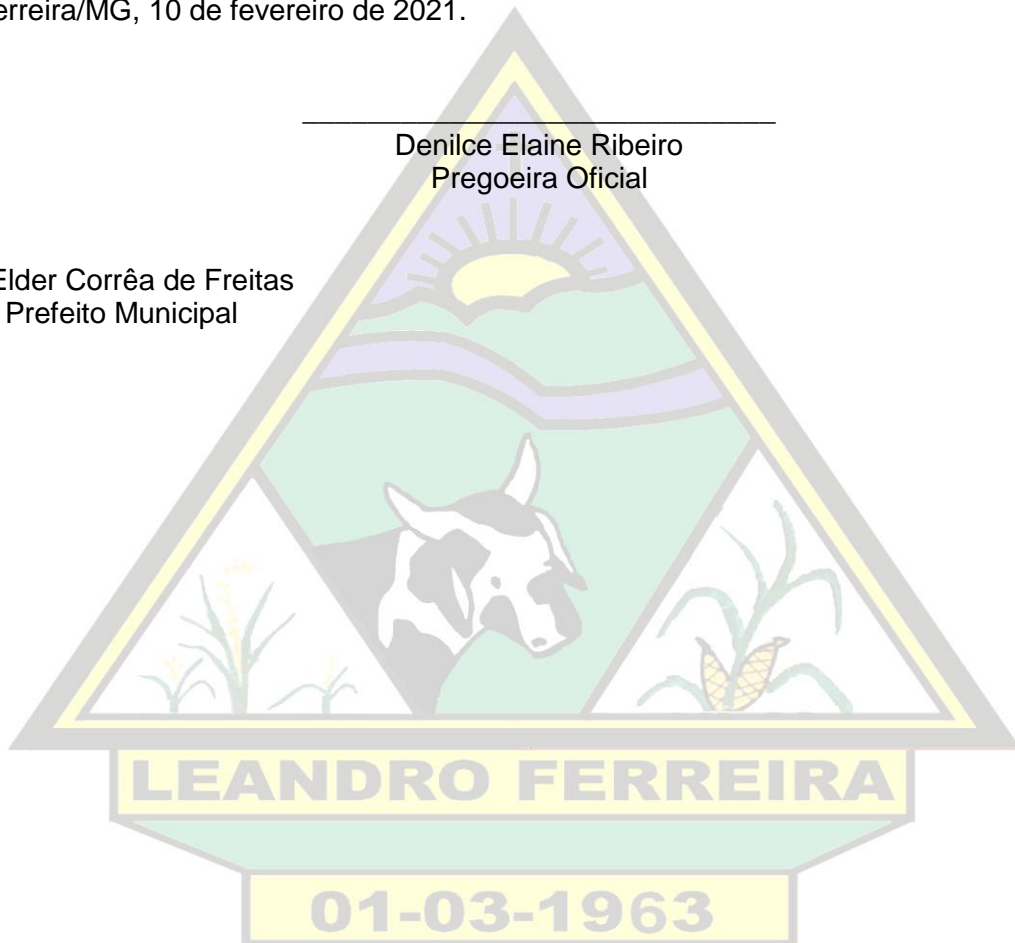 erreira/MG, 10 de fevereiro de 2021.
Denilce Elaine Ribeiro
Pregoeira Oficial
Elder Corrêa de Freitas
Prefeito Municipal
LEANDRO FERREIRA
01-03-1963